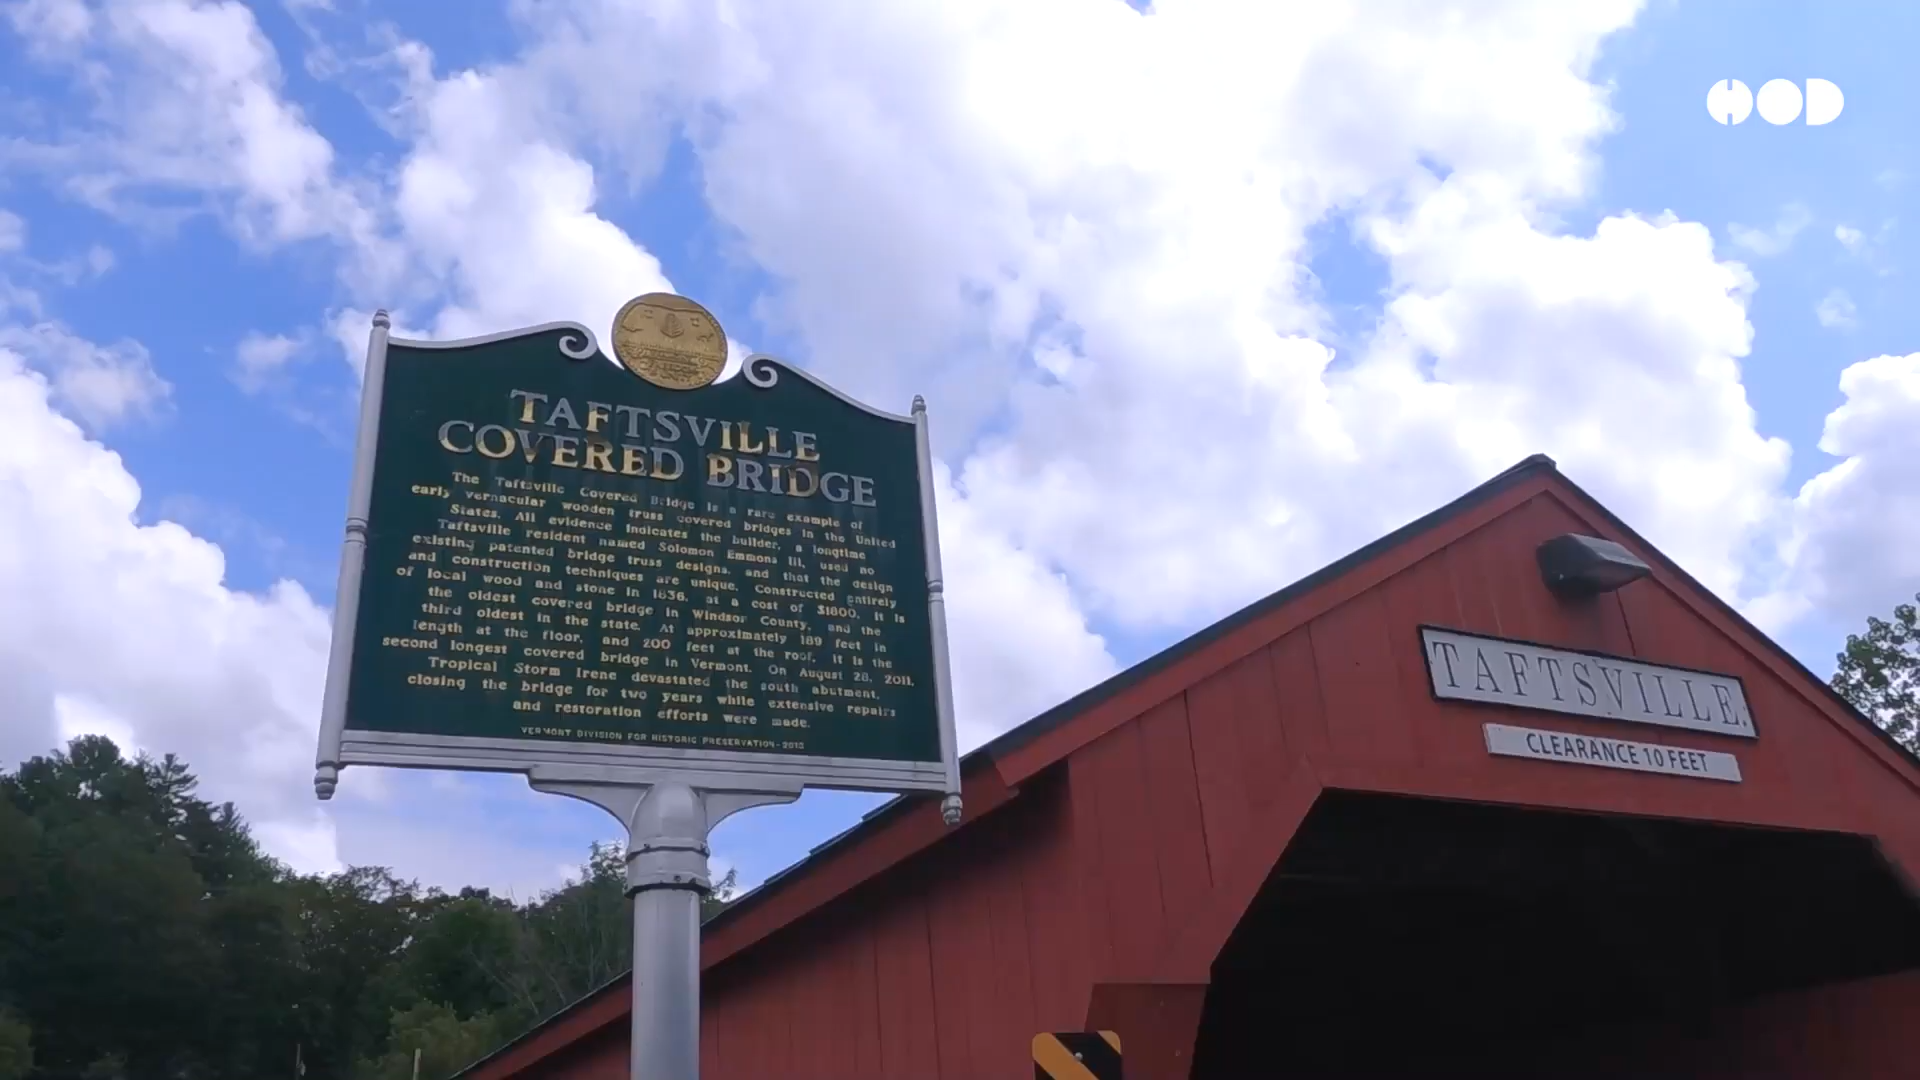 HOD
TAFTSVILLE
COVERED BRIDGE
The Taftsville Covered Bridge is a rare example of
early vernacular wooden truss covered bridges in the United
States. All evidence indicates the builder, a longtime
Taftsville resident named Solomon Emmons III, used no
existing patented bridge truss designs, and that the design
and construction techniques are unique. Constructed entirely
of local wood and stone in 1836, at a cost of $1800, it is
the oldest covered bridge in Windsor County, and the
third oldest in the state. At approximately 189 feet in
length at the floor, and 200 feet at the roof, it is the
second longest covered bridge in Vermont. On August 28, 2011,
Tropical Storm Irene devastated the south abutment,
closing the bridge for two years while extensive repairs
and restoration efforts were made.
VERMONT DIVISION FOR HISTORIC PRESERVATION-
TAFTSVILLE.
CLEARANCE 10 FEET